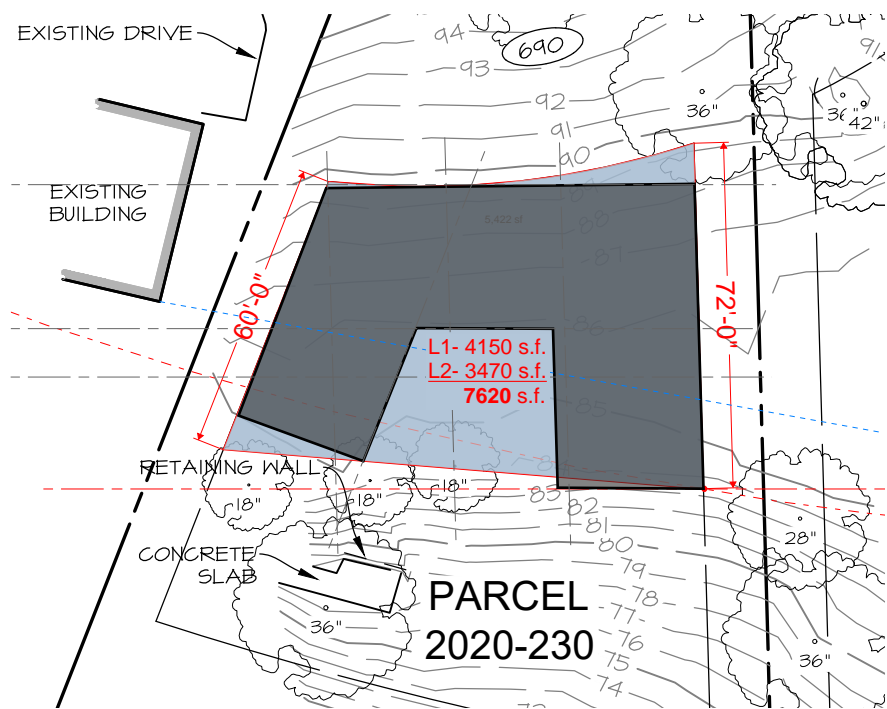 EXISTING DRIVE
94
93
690
92
91
90
91
36"
36"
42"
EXISTING
BUILDING
5,422 sf
88
87
60'-0"
72'-0"
L1- 4150 s.f.
L2- 3470 s.f.
7620 s.f.
85
RETAINING WALL
18"
18"
18"
83
82
81
80
79
78
77
76
75
74
28"
CONCRETE
SLAB
36"
36"
PARCEL
2020-230